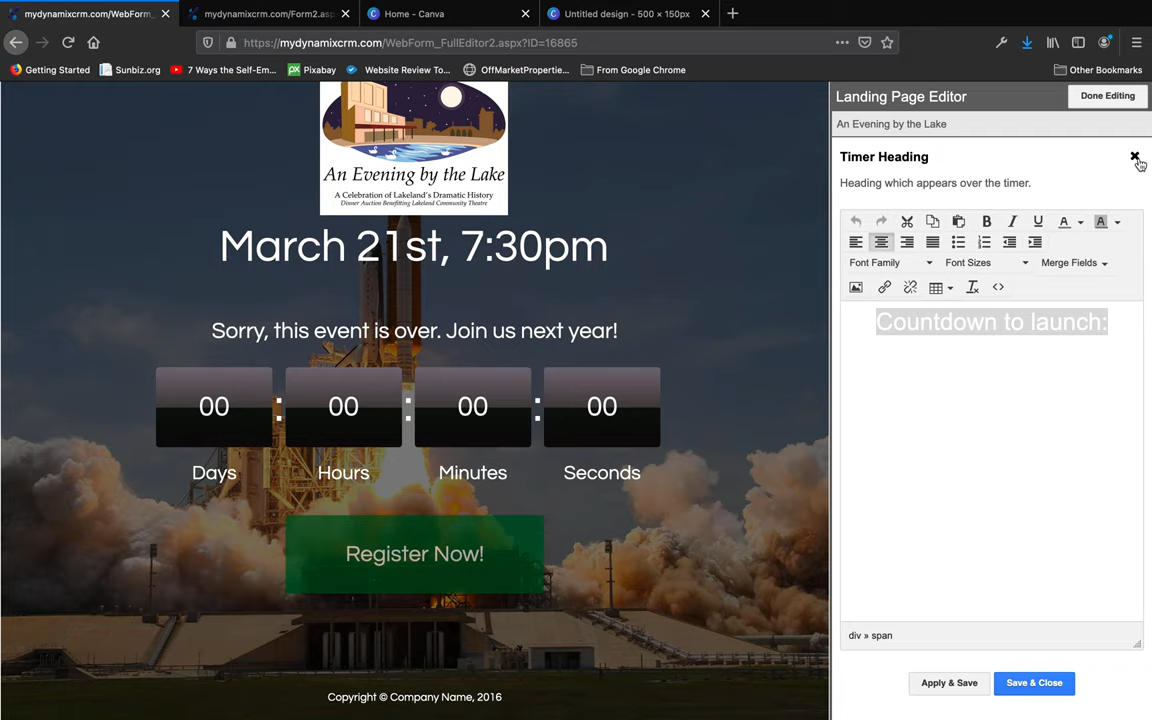 mydynamixcrm.com/WebForm_
mydynamixcrm.com/Form2.asp
Home - Canva
Untitled design - 500 × 150px
https://mydynamixcrm.com/WebForm_FullEditor2.aspx?ID=16865
Getting Started
Sunbiz.org
7 Ways the Self-Em...
px Pixabay
Website Review To...
OffMarketPropertie...
From Google Chrome
Other Bookmarks
An Evening by the Lake
A Celebration of Lakeland's Dramatic History
Dinner Auction Benefitting Lakeland Community Theatre
March 21st, 7:30pm
Sorry, this event is over. Join us next year!
00 : 00 : 00 : 00
Days Hours Minutes Seconds
Register Now!
Copyright © Company Name, 2016
Landing Page Editor
Done Editing
An Evening by the Lake
Timer Heading
Heading which appears over the timer.
B I U A A
Font Family Font Sizes Merge Fields
Countdown to launch:
div » span
Apply & Save Save & Close